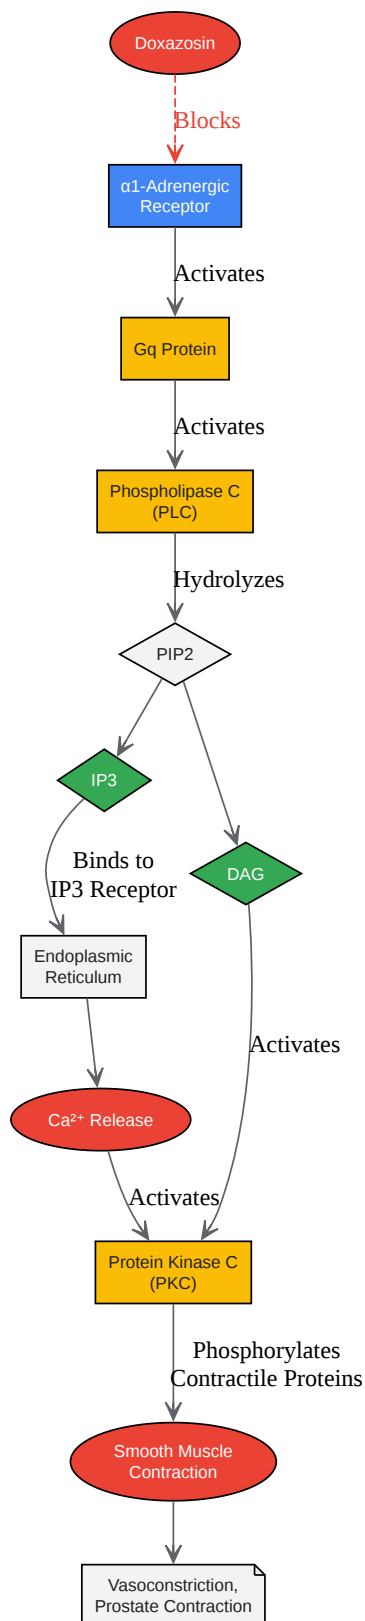 Doxazosin
Blocks
α1-Adrenergic
Receptor
Activates
Gq Protein
Activates
Phospholipase C
(PLC)
Hydrolyzes
PIP2
IP3
Binds to
IP3 Receptor
DAG
Endoplasmic
Reticulum
Activates
Ca²⁺ Release
Activates
Protein Kinase C
(PKC)
Phosphorylates
Contractile Proteins
Smooth Muscle
Contraction
Vasoconstriction,
Prostate Contraction